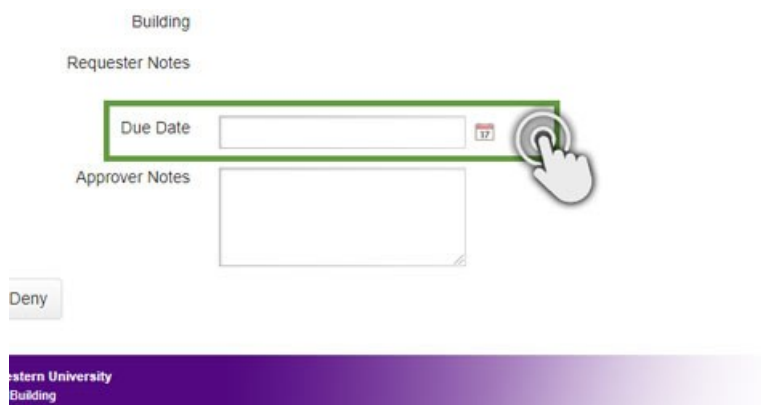 Building
Requester Notes
Due Date
17
Approver Notes
Deny
estern University
Building